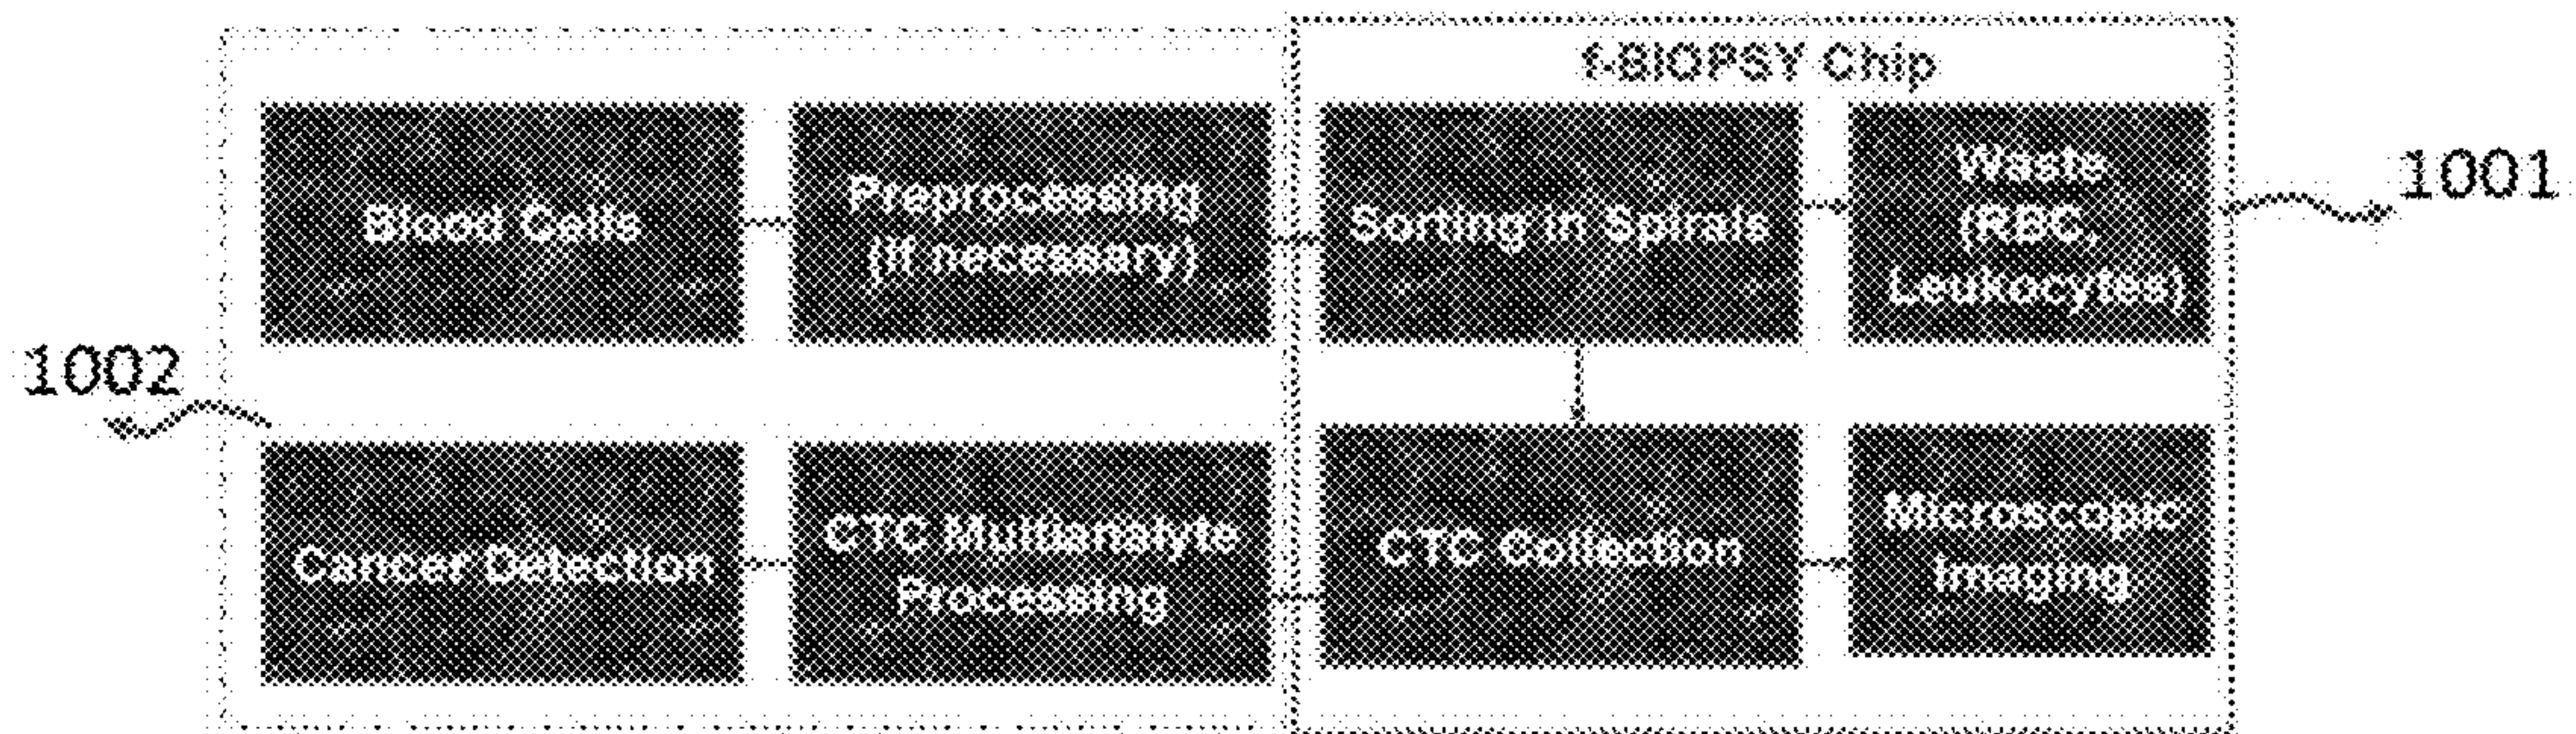 f-BIOPSY Chip
Blood Cells
Preprocessing
(if necessary)
Sorting in Spirals
Waste
(RBC,
Leukocytes)
1001
1002
Cancer Detection
CTC Multianalyte
Processing
CTC Collection
Microscopic
Imaging